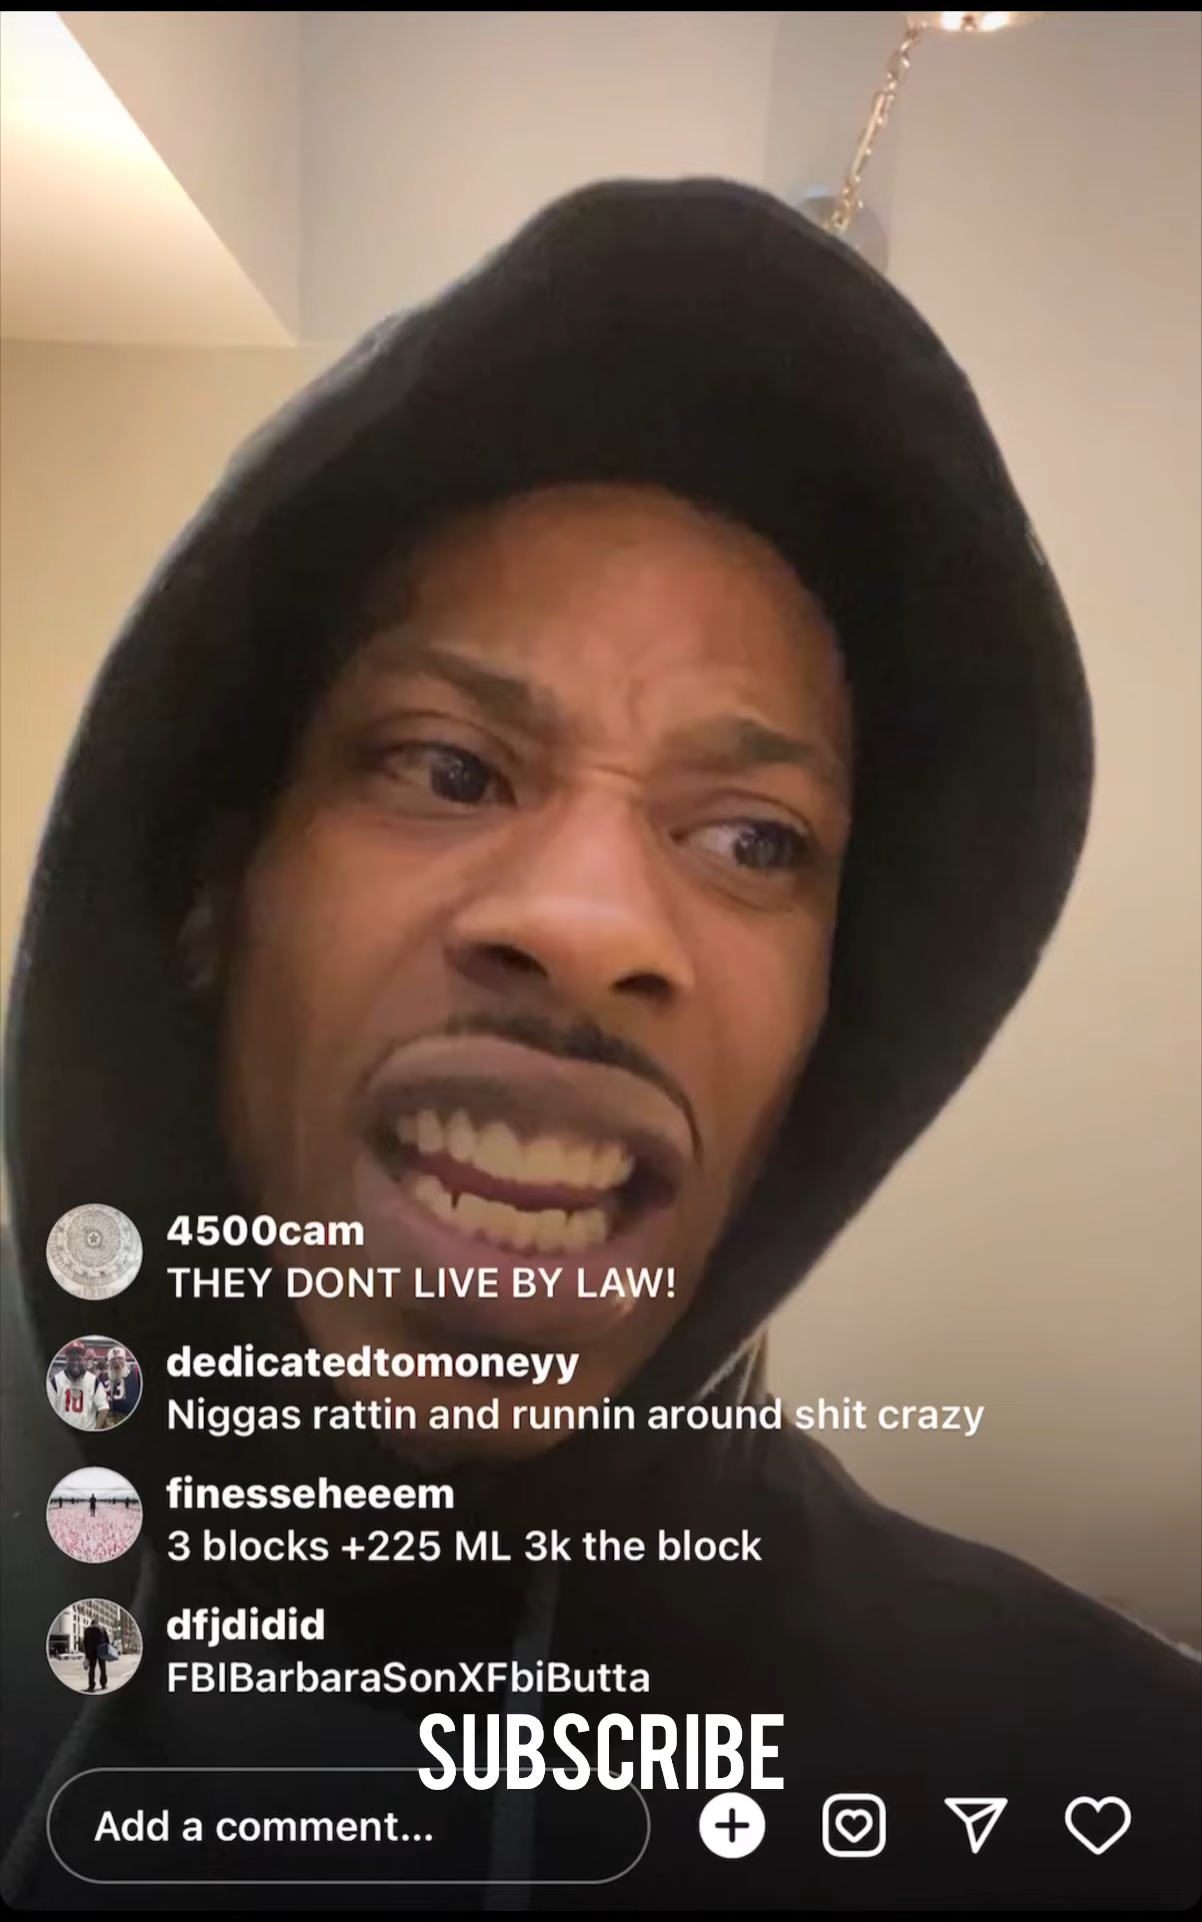 4500cam
THEY DONT LIVE BY LAW!
dedicatedtomoneyy
Niggas rattin and runnin around shit crazy
finesseheeem
3 blocks +225 ML 3k the block
dfjdidid
FBIBarbaraSonXFbiButta
SUBSCRIBE
Add a comment...